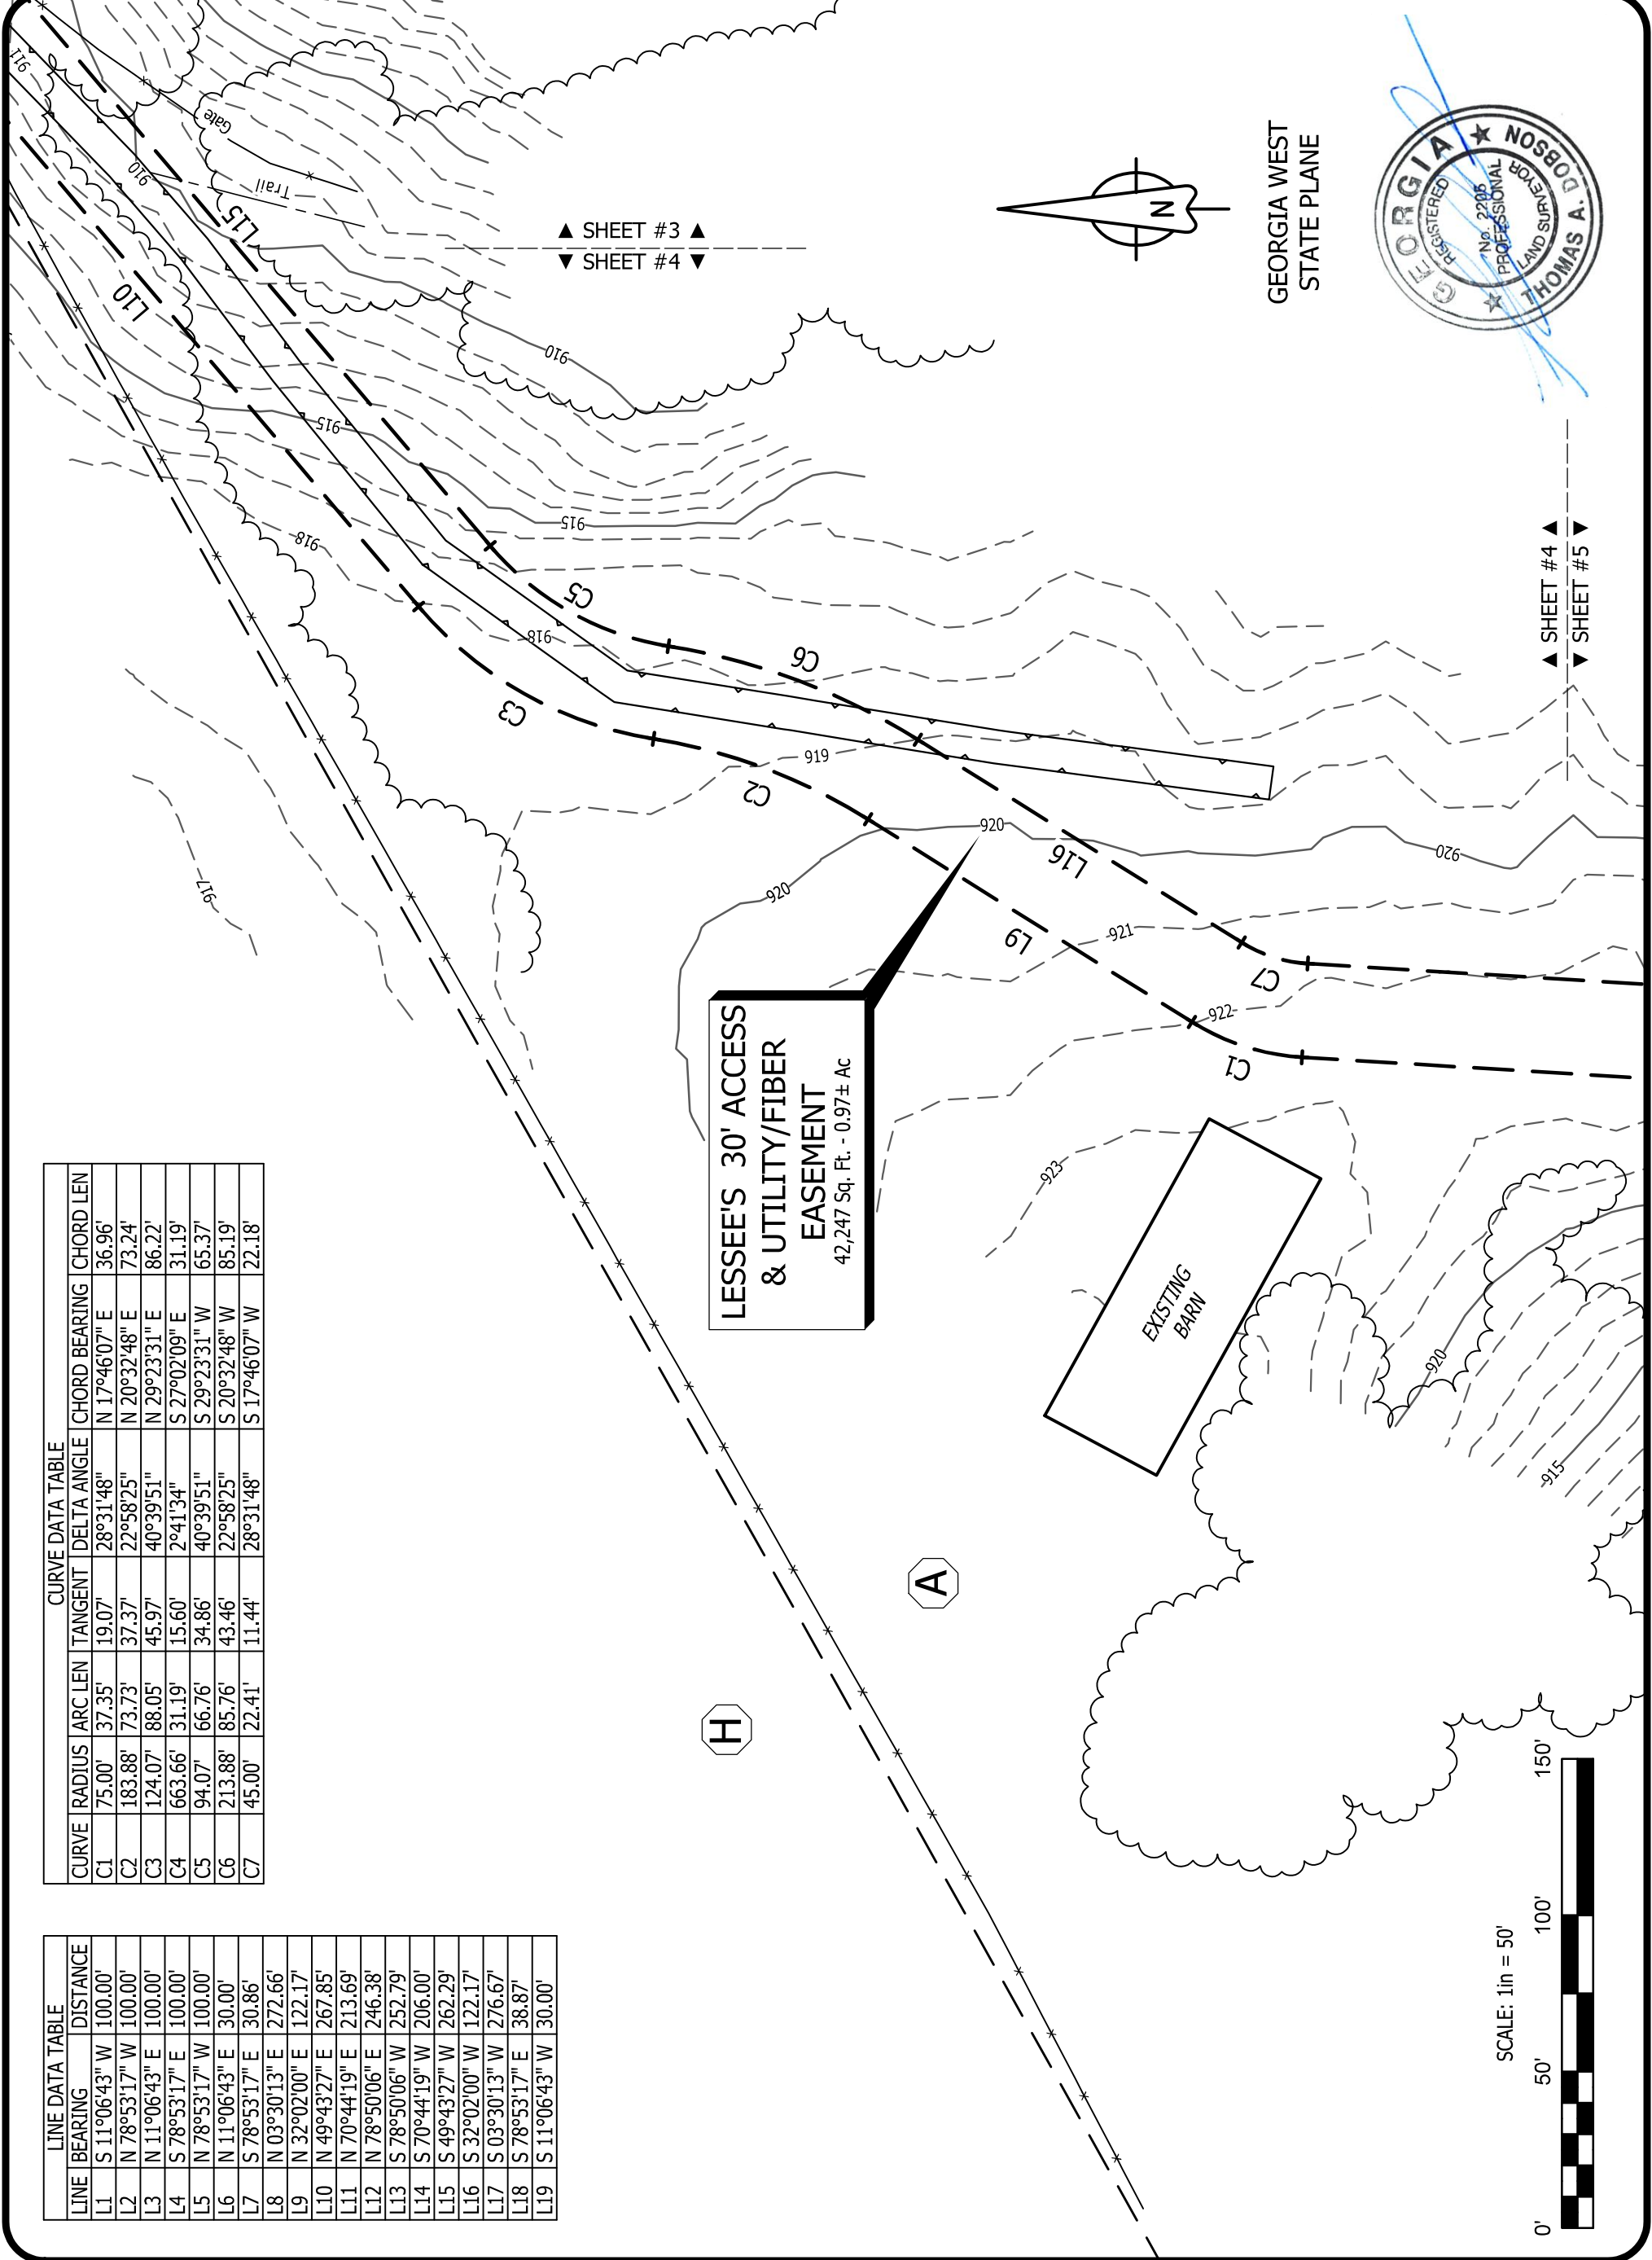 LINE DATA TABLE
LINE BEARING DISTANCE
L1 S 11°06'43" W 100.00'
L2 N 78°53'17" W 100.00'
L3 N 11°06'43" E 100.00'
L4 S 78°53'17" E 100.00'
L5 N 78°53'17" W 100.00'
L6 N 11°06'43" E 30.00'
L7 S 78°53'17" E 30.86'
L8 N 03°30'13" E 272.66'
L9 N 32°02'00" E 122.17'
L10 N 49°43'27" E 267.85'
L11 N 70°44'19" E 213.69'
L12 N 78°50'06" E 246.38'
L13 S 78°50'06" W 252.79'
L14 S 70°44'19" W 206.00'
L15 S 49°43'27" W 262.29'
L16 S 32°02'00" W 122.17'
L17 S 03°30'13" W 276.67'
L18 S 78°53'17" E 38.87'
L19 S 11°06'43" W 30.00'
CURVE DATA TABLE
CURVE RADIUS ARC LEN TANGENT DELTA ANGLE CHORD BEARING CHORD LEN
C1 75.00' 37.35' 19.07' 28°31'48" N 17°46'07" E 36.96'
C2 183.88' 73.73' 37.37' 22°58'25" N 20°32'48" E 73.24'
C3 124.07' 88.05' 45.97' 40°39'51" N 29°23'31" E 86.22'
C4 663.66' 31.19' 15.60' 2°41'34" S 27°02'09" E 31.19'
C5 94.07' 66.76' 34.86' 40°39'51" S 29°23'31" W 65.37'
C6 213.88' 85.76' 43.46' 22°58'25" S 20°32'48" W 85.19'
C7 45.00' 22.41' 11.44' 28°31'48" S 17°46'07" W 22.18'
911
910
Gate
Trail
L10
L15
▲ SHEET #3 ▲
▼ SHEET #4 ▼
910
915
915
918
918
C5
C3
C6
C2
919
917
920
920
L16
L9
921
920
C7
922
C1
923
LESSEE'S 30' ACCESS
& UTILITY/FIBER
EASEMENT
42,247 Sq. Ft. - 0.97± Ac
EXISTING
BARN
920
915
H
A
N
GEORGIA WEST
STATE PLANE
GEORGIA
REGISTERED
No. 2205
PROFESSIONAL
LAND SURVEYOR
THOMAS A. DOBSON
▲ SHEET #4 ▲
▼ SHEET #5 ▼
SCALE: 1in = 50'
0' 50' 100' 150'